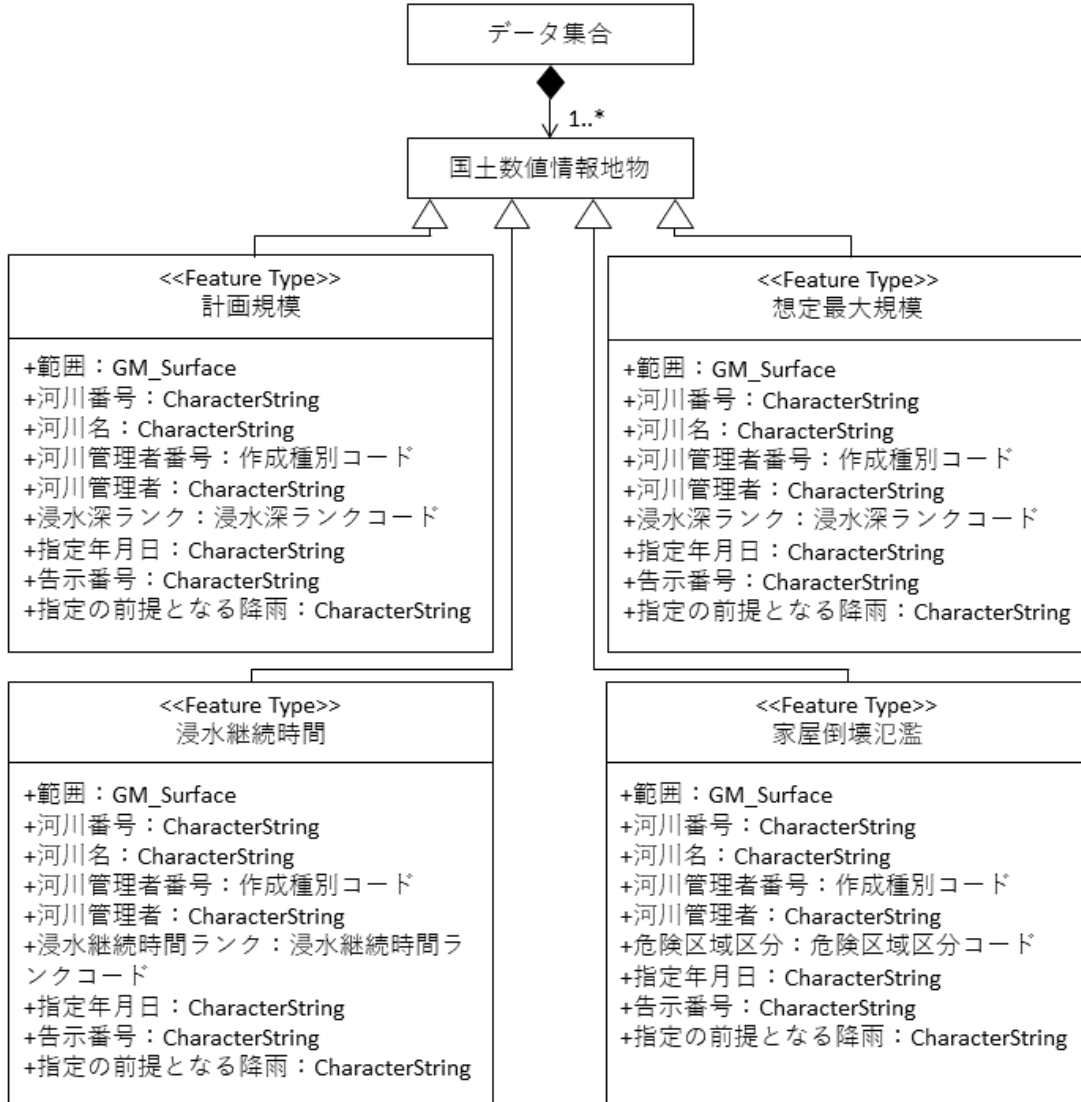 データ集合
1..*
国土数値情報地物
<<Feature Type>>
計画規模
+範囲：GM_Surface
+河川番号：CharacterString
+河川名：CharacterString
+河川管理者番号：作成種別コード
+河川管理者：CharacterString
+浸水深ランク：浸水深ランクコード
+指定年月日：CharacterString
+告示番号：CharacterString
+指定の前提となる降雨：CharacterString
<<Feature Type>>
想定最大規模
+範囲：GM_Surface
+河川番号：CharacterString
+河川名：CharacterString
+河川管理者番号：作成種別コード
+河川管理者：CharacterString
+浸水深ランク：浸水深ランクコード
+指定年月日：CharacterString
+告示番号：CharacterString
+指定の前提となる降雨：CharacterString
<<Feature Type>>
浸水継続時間
+範囲：GM_Surface
+河川番号：CharacterString
+河川名：CharacterString
+河川管理者番号：作成種別コード
+河川管理者：CharacterString
+浸水継続時間ランク：浸水継続時間ラ
ンクコード
+指定年月日：CharacterString
+告示番号：CharacterString
+指定の前提となる降雨：CharacterString
<<Feature Type>>
家屋倒壊氾濫
+範囲：GM_Surface
+河川番号：CharacterString
+河川名：CharacterString
+河川管理者番号：作成種別コード
+河川管理者：CharacterString
+危険区域区分：危険区域区分コード
+指定年月日：CharacterString
+告示番号：CharacterString
+指定の前提となる降雨：CharacterString